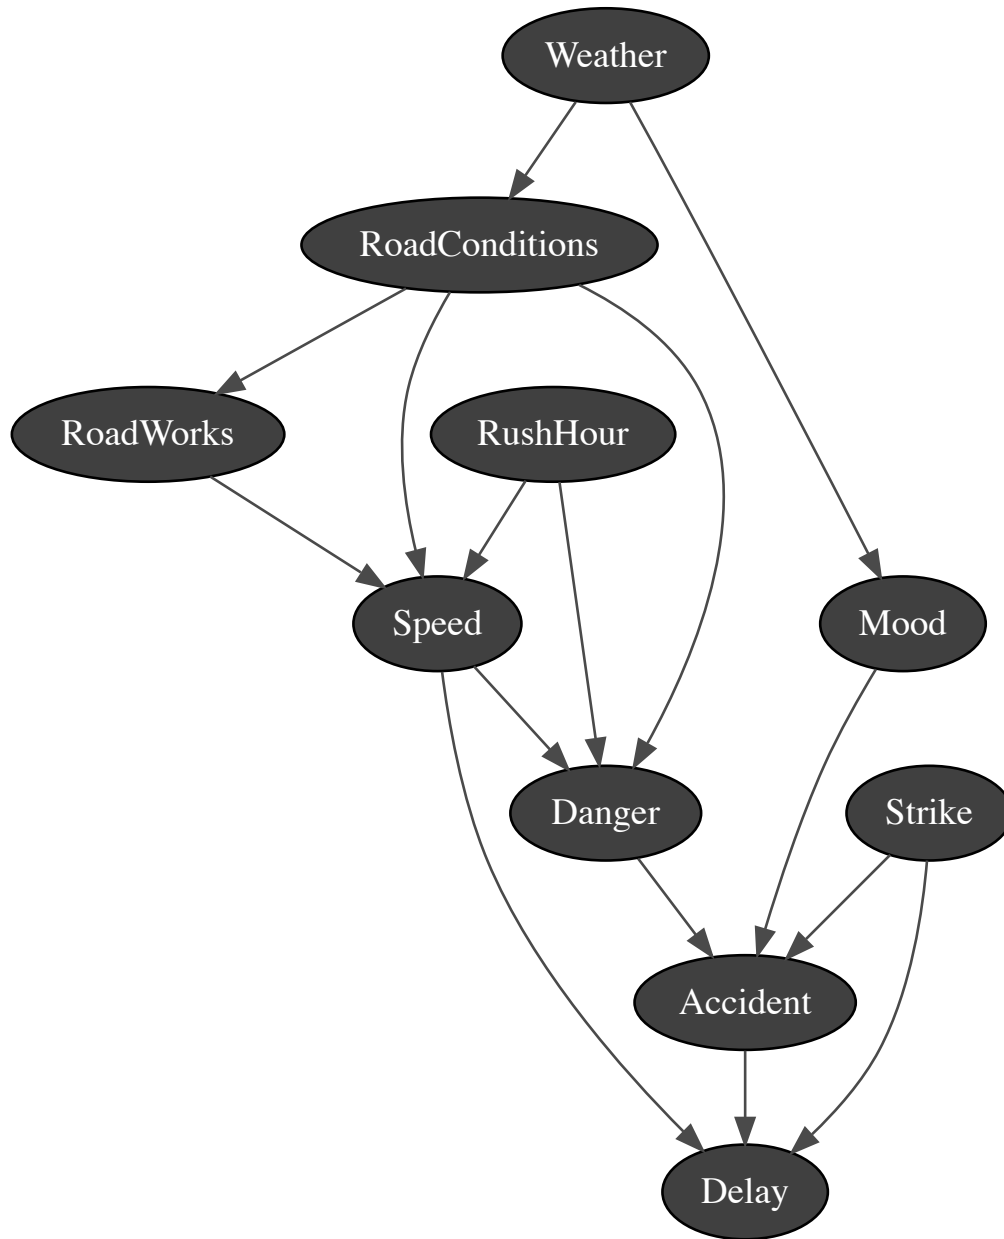 Weather
RoadConditions
RoadWorks
RushHour
Speed
Mood
Danger
Strike
Accident
Delay